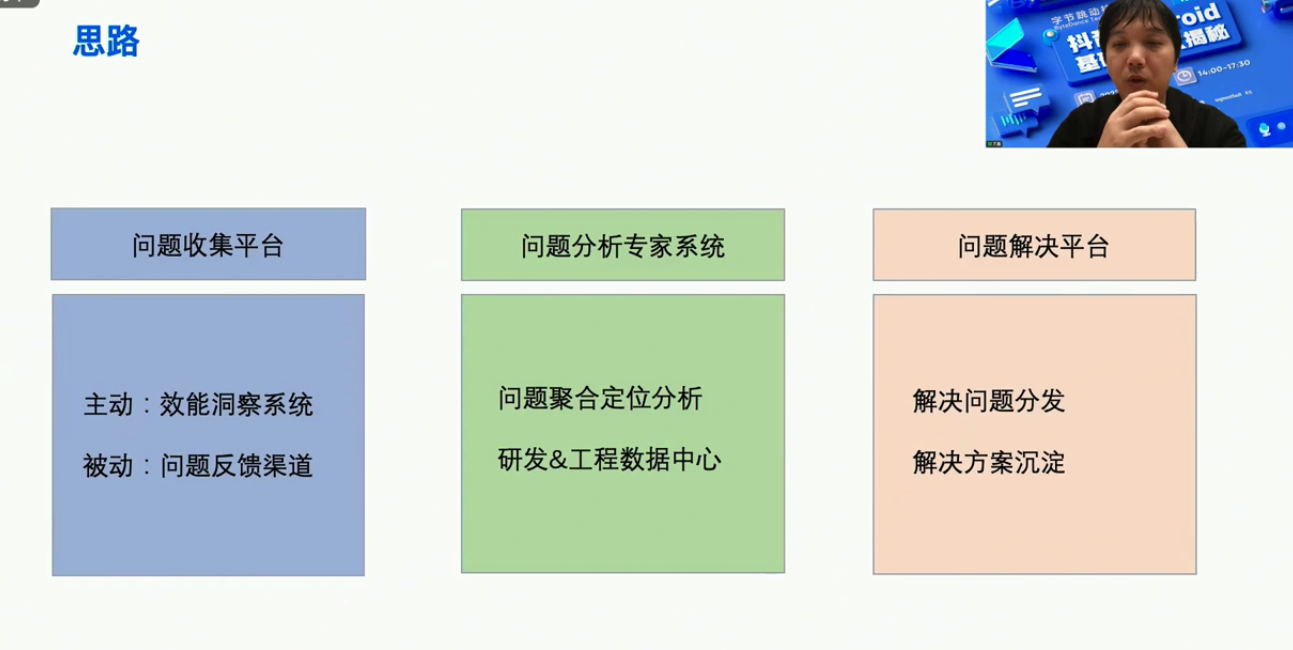 思路
字节跳动
ByteDance
roid
揭秘
14:00-17:30
问题收集平台
问题分析专家系统
问题解决平台
主动：效能洞察系统
被动：问题反馈渠道
问题聚合定位分析
研发&工程数据中心
解决问题分发
解决方案沉淀